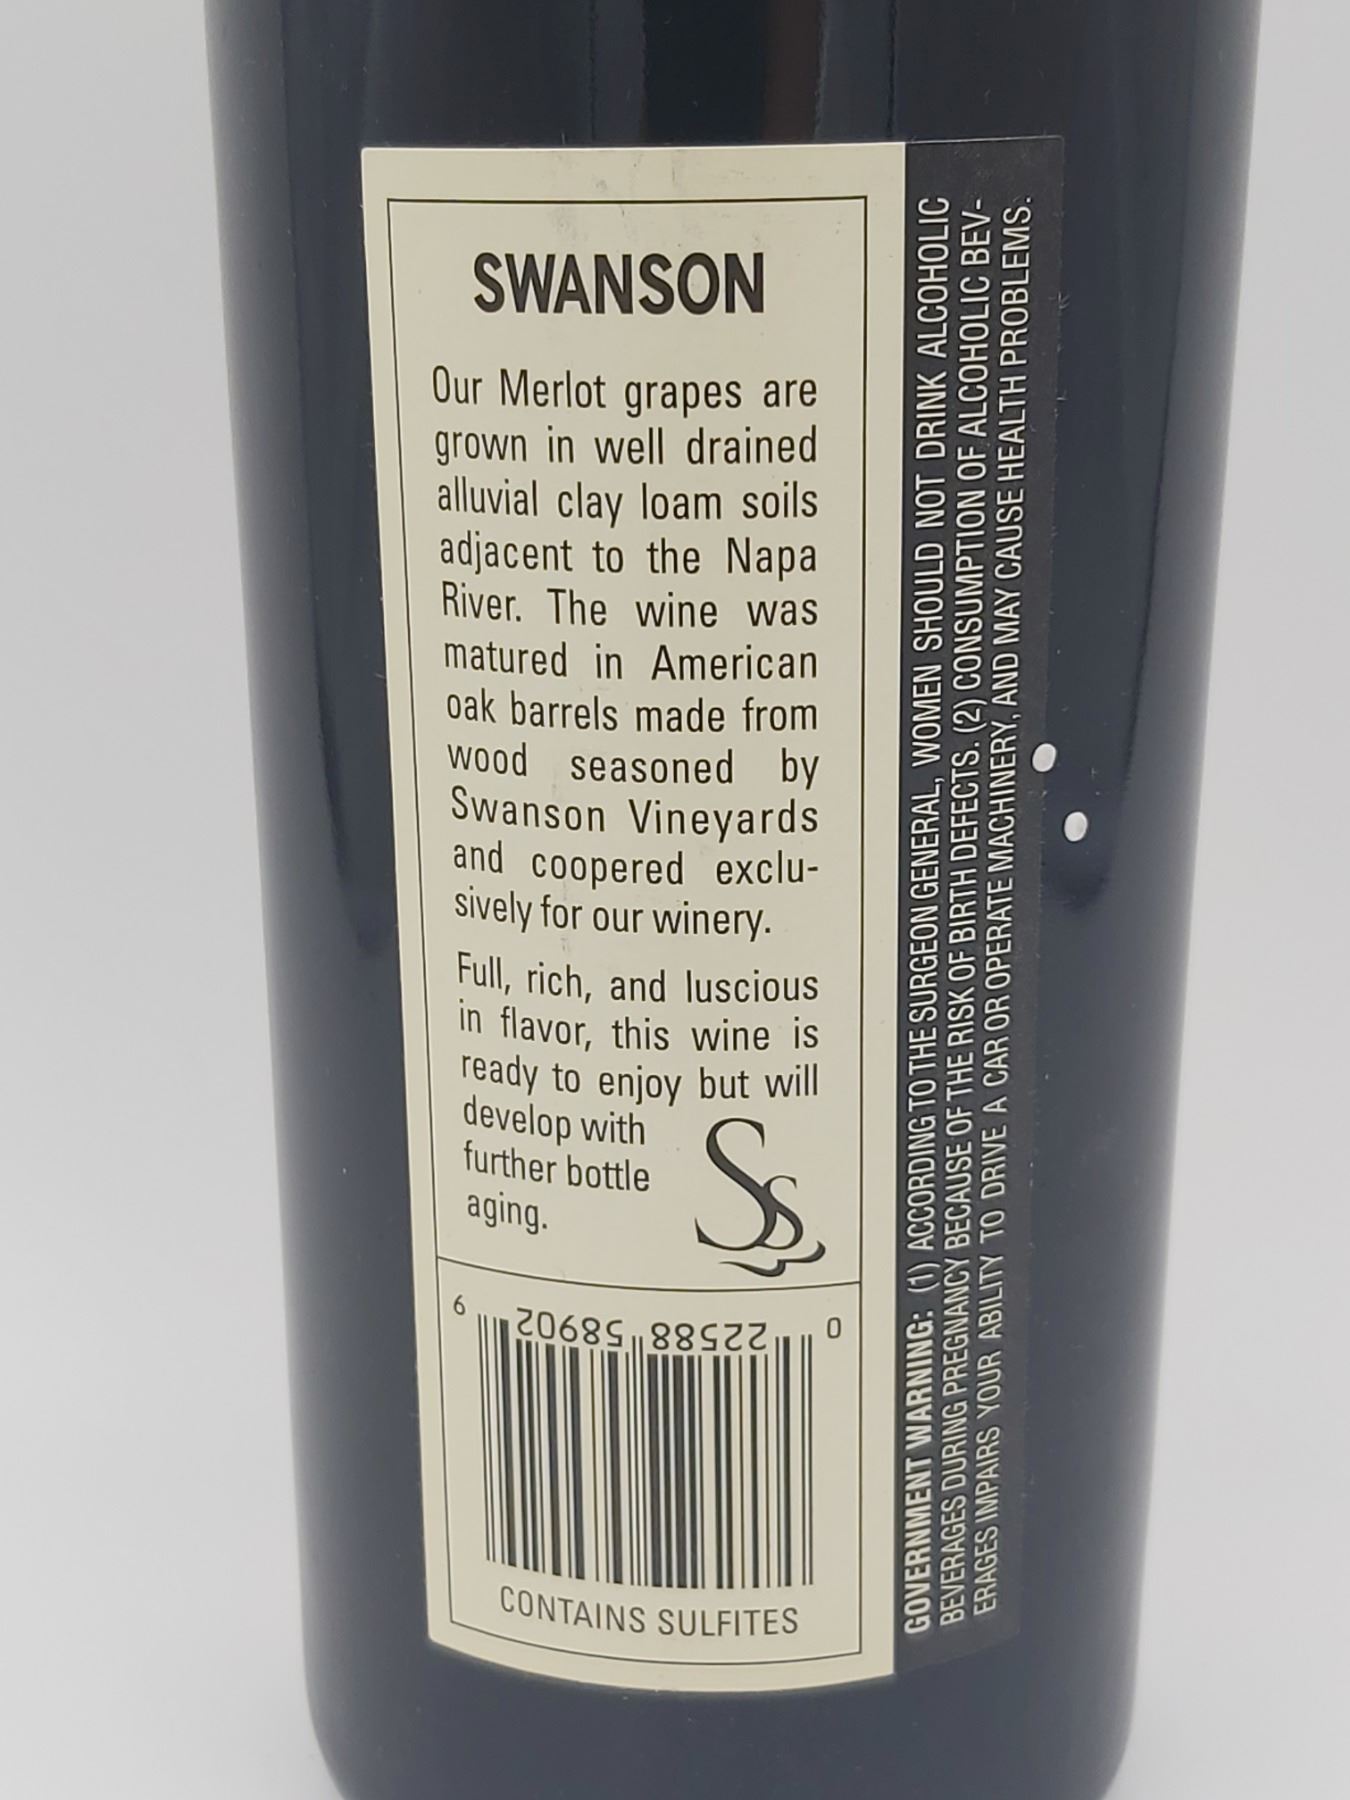 SWANSON
Our Merlot grapes are
grown in well drained
alluvial clay loam soils
adjacent to the Napa
River. The wine was
matured in American
oak barrels made from
wood seasoned by
Swanson Vineyards
and coopered exclu-
sively for our winery.
Full, rich, and luscious
in flavor, this wine is
ready to enjoy but will
develop with
further bottle
aging.
SS
0 22588 58902 9
CONTAINS SULFITES
GOVERNMENT WARNING: (1) ACCORDING TO THE SURGEON GENERAL, WOMEN SHOULD NOT DRINK ALCOHOLIC
BEVERAGES DURING PREGNANCY BECAUSE OF THE RISK OF BIRTH DEFECTS. (2) CONSUMPTION OF ALCOHOLIC BEV-
ERAGES IMPAIRS YOUR ABILITY TO DRIVE A CAR OR OPERATE MACHINERY, AND MAY CAUSE HEALTH PROBLEMS.